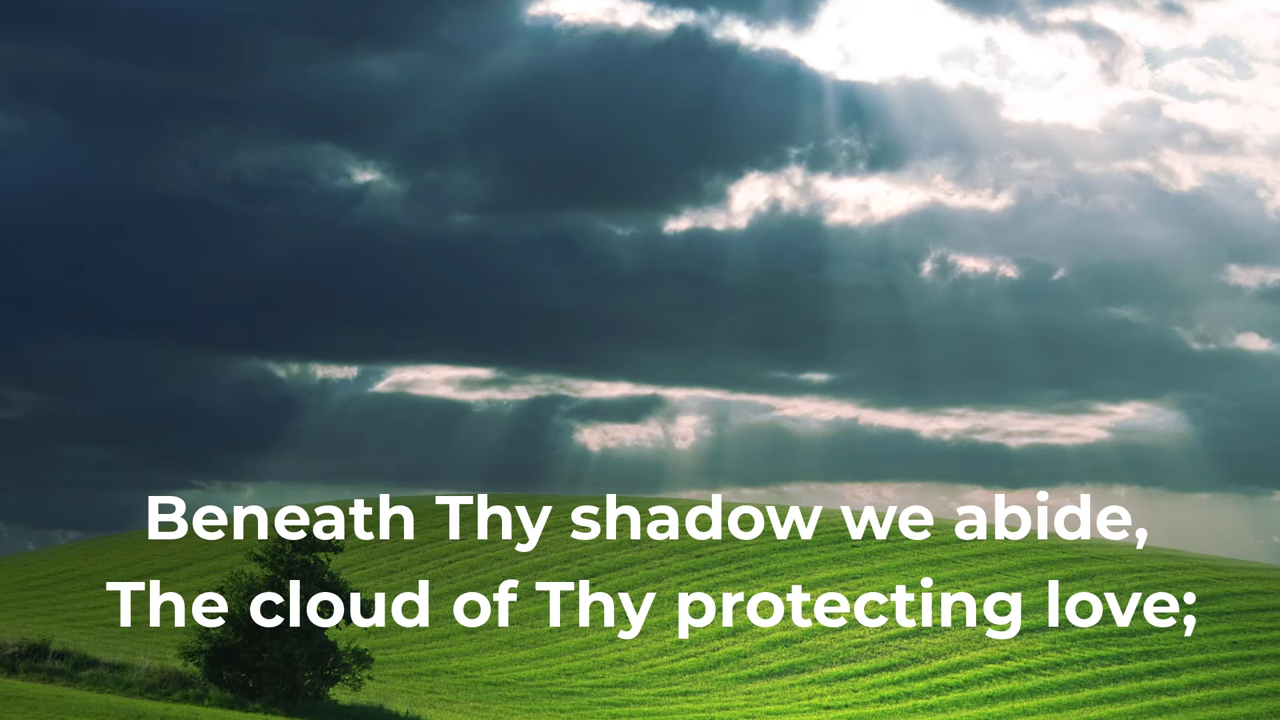 Beneath Thy shadow we abide,
The cloud of Thy protecting love;